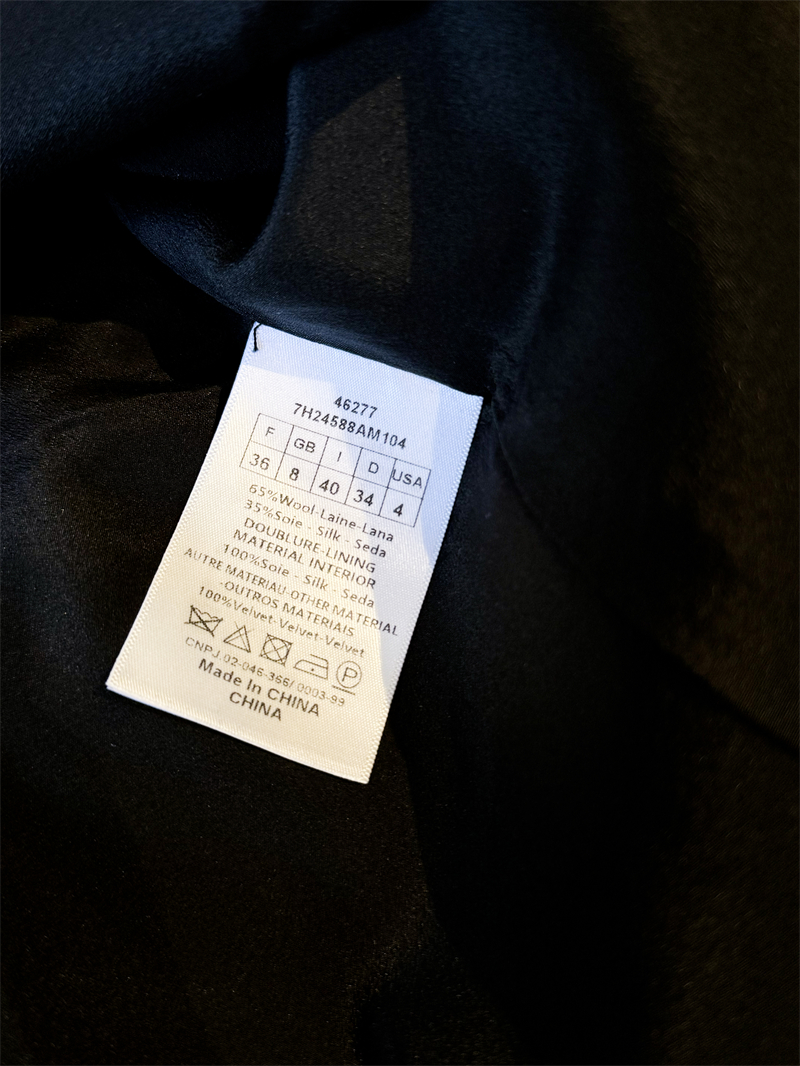 46277
7H24588AM104
F GB I D USA
36 8 40 34 4
65%Wool-Laine-Lana
35%Soie - Silk - Seda
DOUBLURE-LINING
MATERIAL INTERIOR
100%Soie - Silk - Seda
AUTRE MATERIAU-OTHER MATERIAL
-OUTROS MATERIAIS
100%Velvet-Velvet-Velvet
P
CNPJ.02-046-366/0003-99
Made In CHINA
CHINA